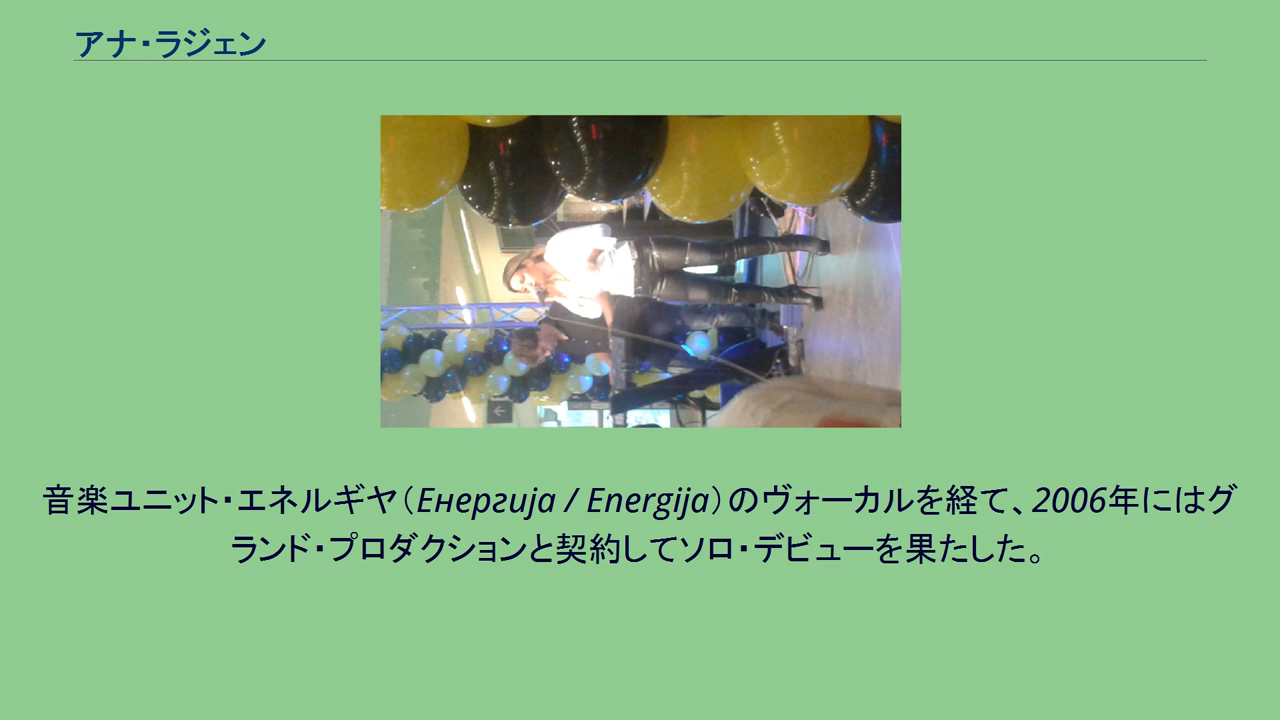 アナ・ラジェン
音楽ユニット・エネルギヤ（Енергија / Energija）のヴォーカルを経て、2006年にはグ
ランド・プロダクションと契約してソロ・デビューを果たした。